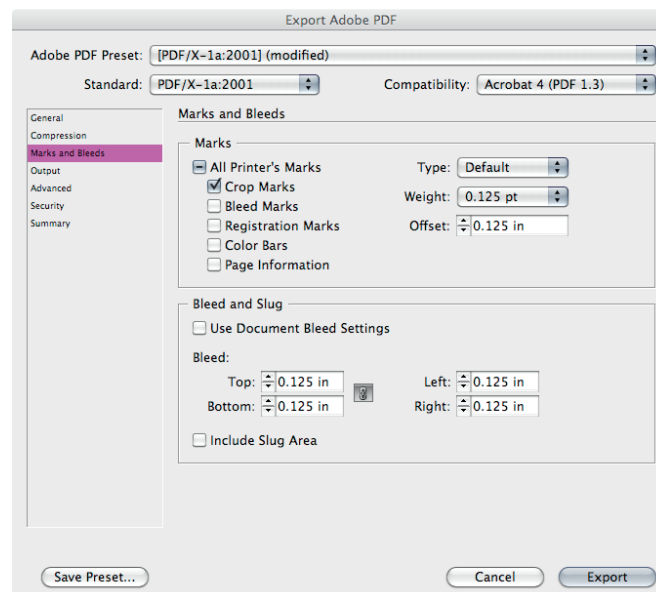 Export Adobe PDF
Adobe PDF Preset: [PDF/X-1a:2001] (modified)
Standard: PDF/X-1a:2001 Compatibility: Acrobat 4 (PDF 1.3)
General
Compression
Marks and Bleeds
Output
Advanced
Security
Summary
Marks and Bleeds
Marks
All Printer's Marks
Crop Marks
Bleed Marks
Registration Marks
Color Bars
Page Information
Type: Default
Weight: 0.125 pt
Offset: 0.125 in
Bleed and Slug
Use Document Bleed Settings
Bleed:
Top: 0.125 in Left: 0.125 in
Bottom: 0.125 in Right: 0.125 in
Include Slug Area
Save Preset... Cancel Export